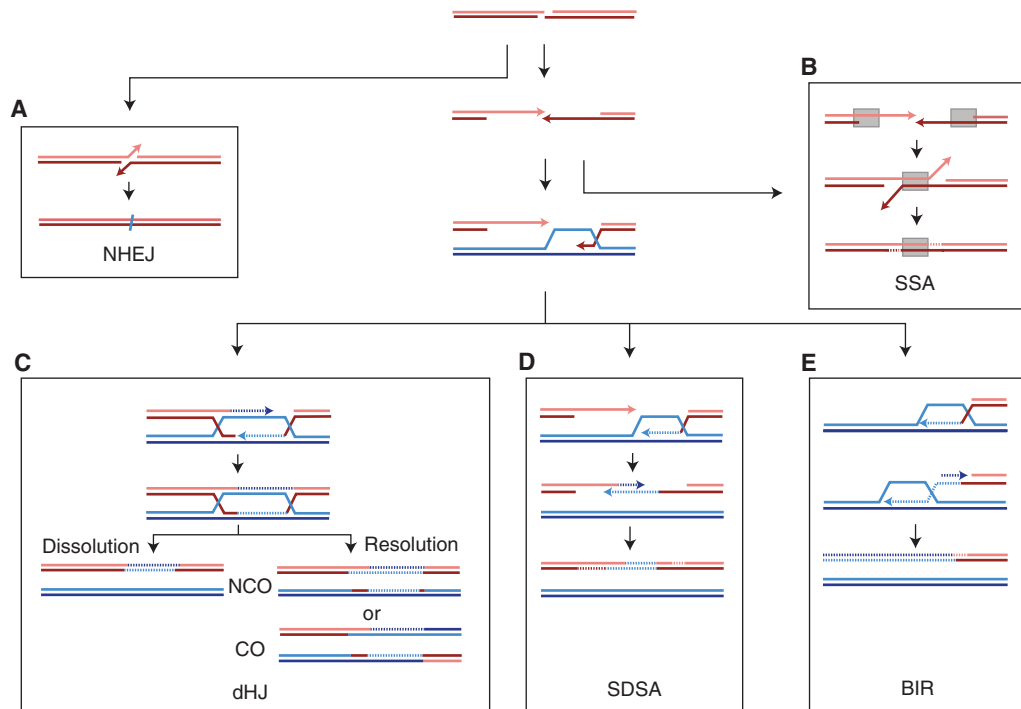 A
NHEJ
B
SSA
C
Dissolution
Resolution
NCO
or
CO
dHJ
D
SDSA
E
BIR